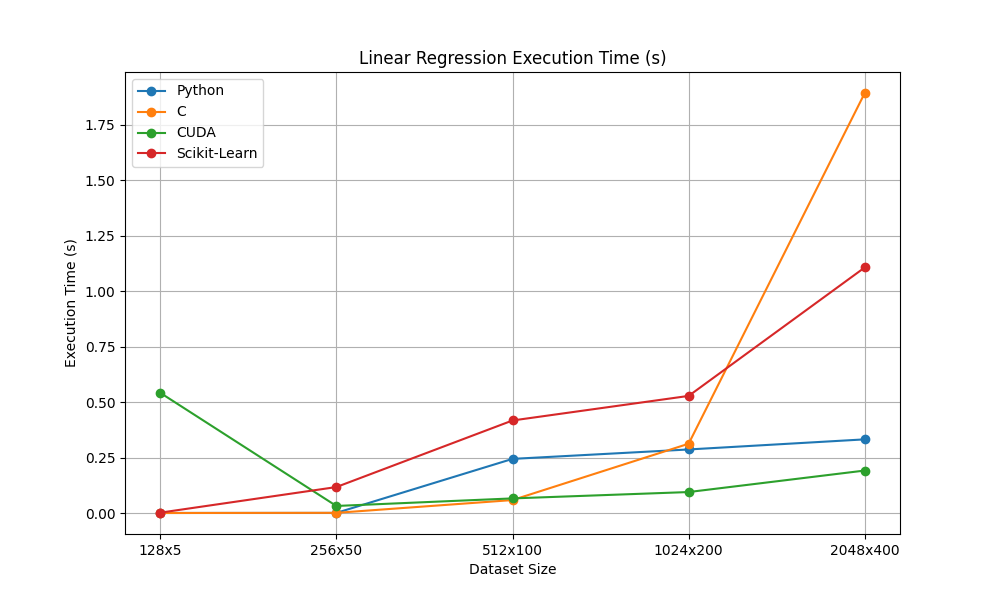 Linear Regression Execution Time (s)
Python
C
CUDA
Scikit-Learn
Execution Time (s)
1.75
1.50
1.25
1.00
0.75
0.50
0.25
0.00
128x5
256x50
512x100
1024x200
2048x400
Dataset Size